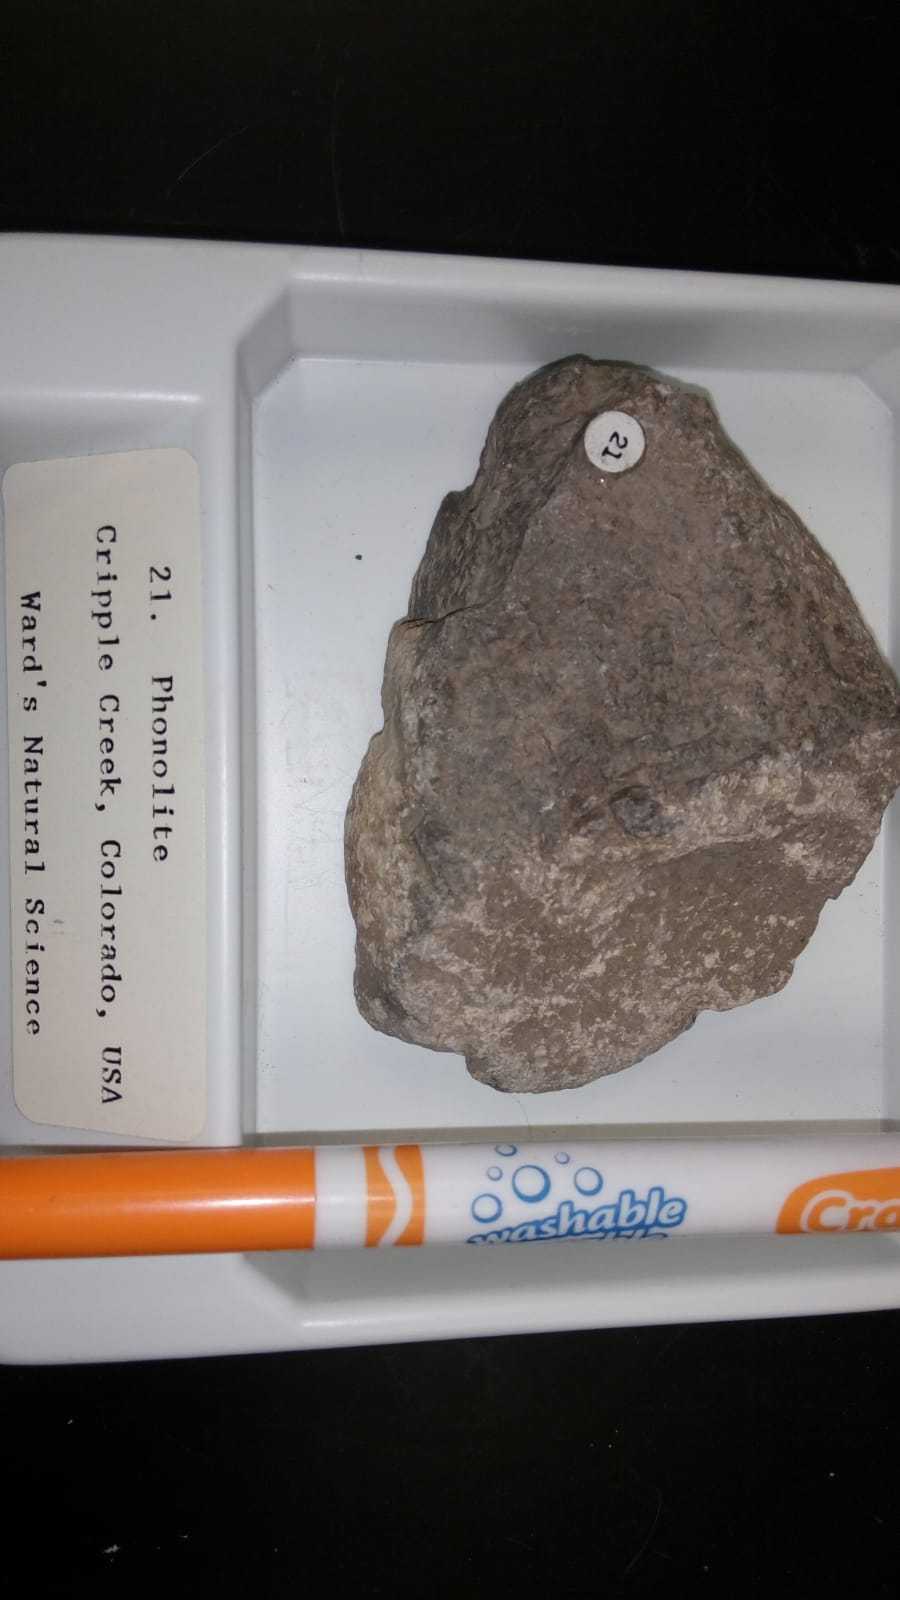 21
21. Phonolite
Cripple Creek, Colorado, USA
Ward's Natural Science
washable
Cra